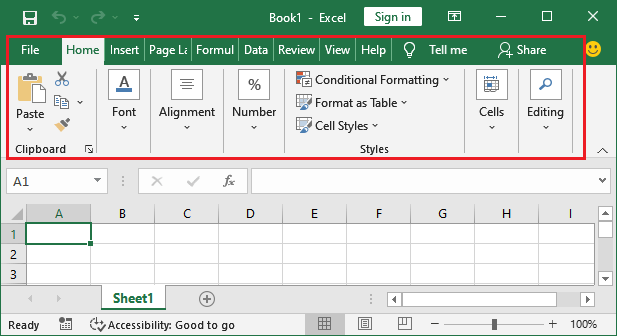 Book1 - Excel
Sign in
File Home Insert Page La Formul Data Review View Help Tell me Share
Paste
Clipboard
A
Font
Alignment
%
Number
Conditional Formatting
Format as Table
Cell Styles
Styles
Cells
Editing
A1 fx
A B C D E F G H I
1
2
3
Sheet1
Ready Accessibility: Good to go 100%